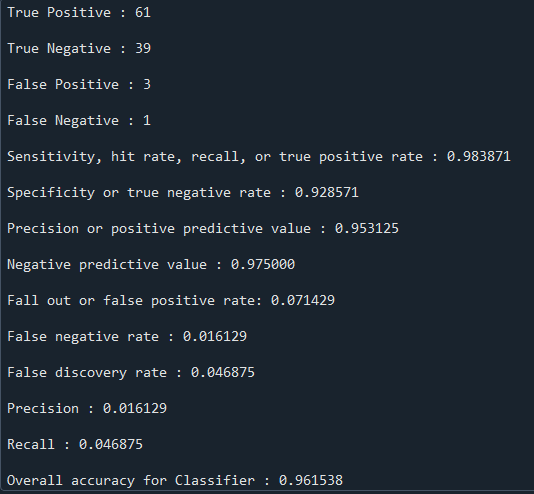 True Positive : 61
True Negative : 39
False Positive : 3
False Negative : 1
Sensitivity, hit rate, recall, or true positive rate : 0.983871
Specificity or true negative rate : 0.928571
Precision or positive predictive value : 0.953125
Negative predictive value : 0.975000
Fall out or false positive rate: 0.071429
False negative rate : 0.016129
False discovery rate : 0.046875
Precision : 0.016129
Recall : 0.046875
Overall accuracy for Classifier : 0.961538